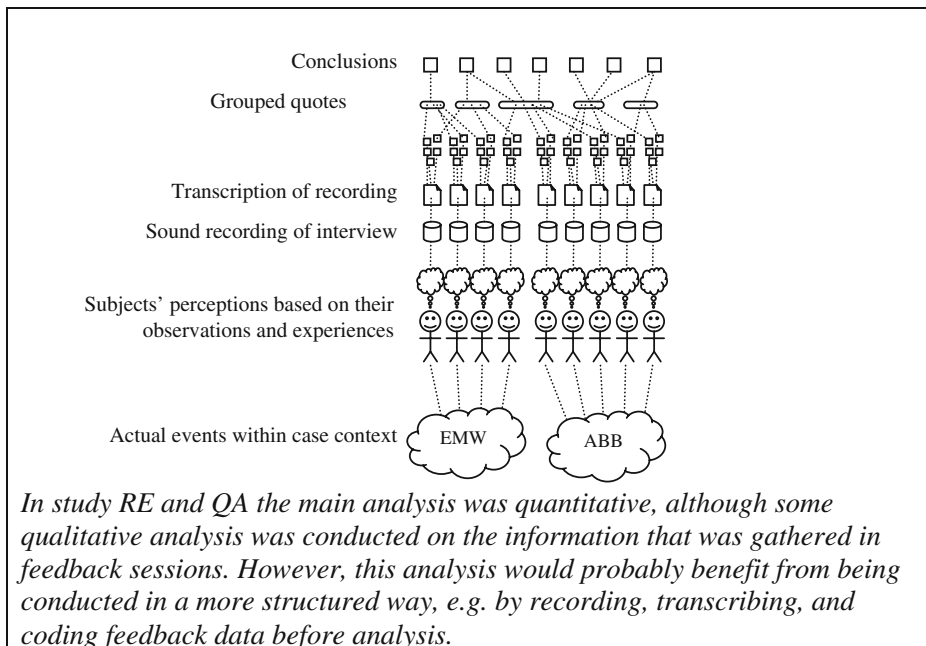 Conclusions
Grouped quotes
Transcription of recording
Sound recording of interview
Subjects’ perceptions based on their
observations and experiences
Actual events within case context
EMW
ABB
In study RE and QA the main analysis was quantitative, although some
qualitative analysis was conducted on the information that was gathered in
feedback sessions. However, this analysis would probably benefit from being
conducted in a more structured way, e.g. by recording, transcribing, and
coding feedback data before analysis.